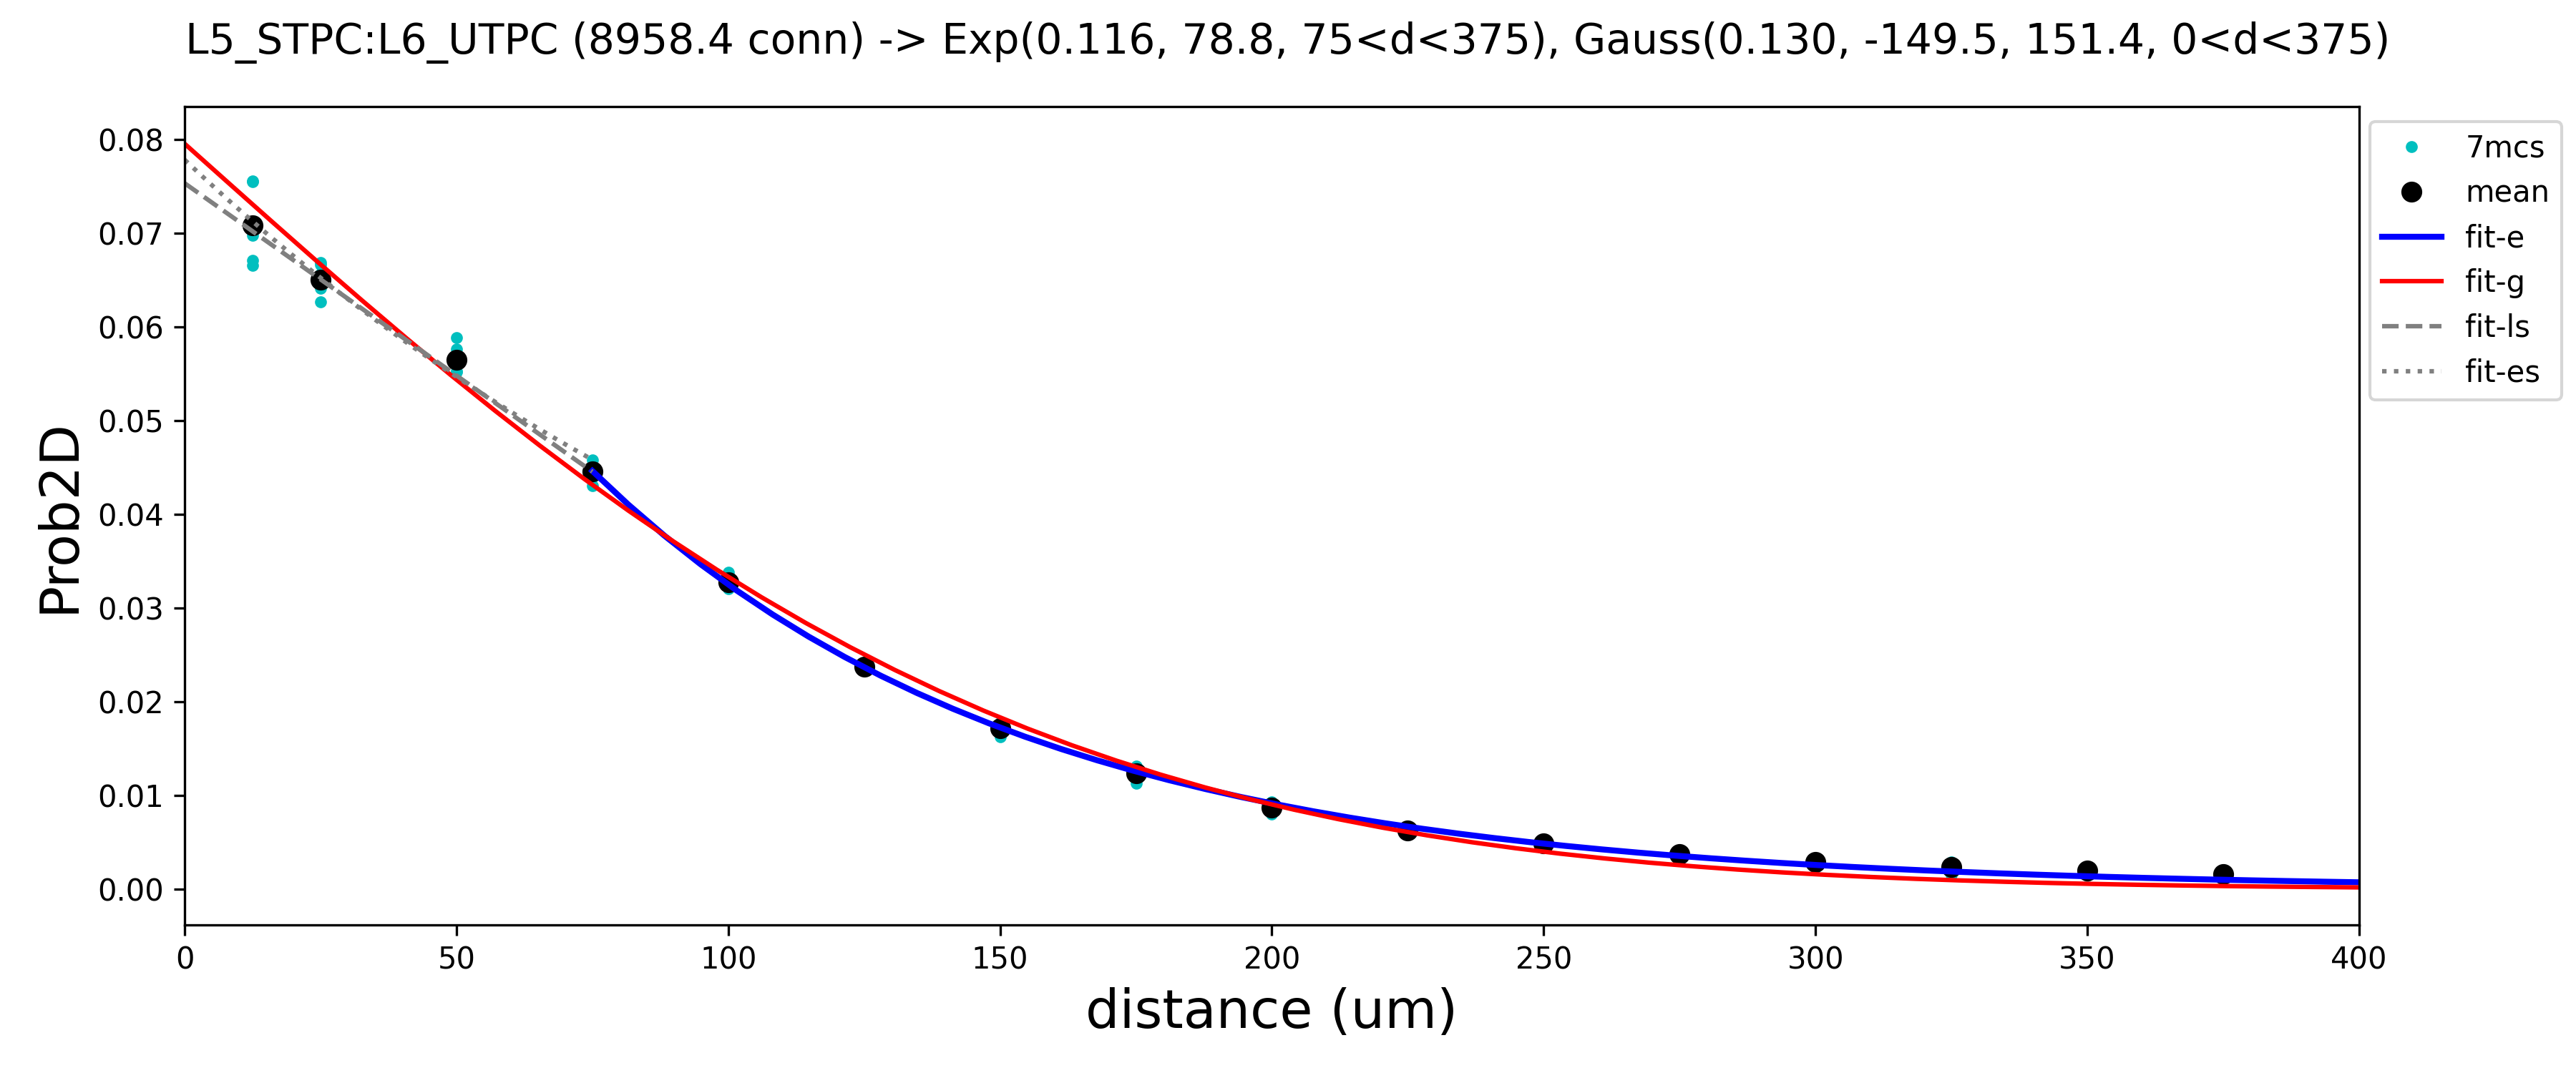 L5_STPC:L6_UTPC (8958.4 conn) -> Exp(0.116, 78.8, 75<d<375), Gauss(0.130, -149.5, 151.4, 0<d<375)
0.08
0.07
0.06
0.05
0.04
0.03
0.02
0.01
0.00
Prob2D
0 50 100 150 200 250 300 350 400
distance (um)
7mcs
mean
fit-e
fit-g
fit-ls
fit-es